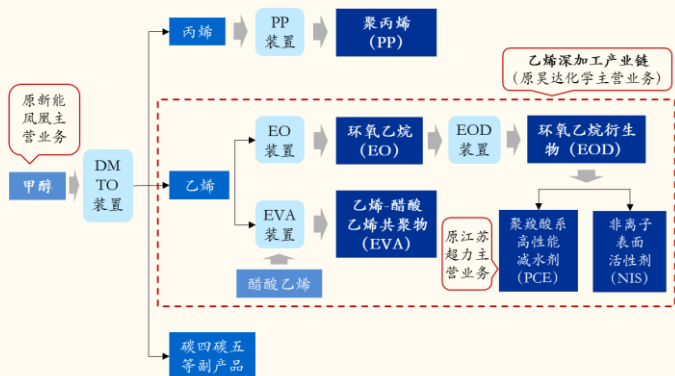 丙烯
PP
装置
聚丙烯
（PP）
乙烯深加工产业链
（原昊达化学主营业务）
原新能
凤凰主
营业务
甲醇
DM
TO
装置
乙烯
EO
装置
环氧乙烷
（EO）
EOD
装置
环氧乙烷衍生
物（EOD）
EVA
装置
乙烯-醋酸
乙烯共聚物
（EVA）
醋酸乙烯
原江苏
超力主
营业务
聚羧酸系
高性能
减水剂
（PCE）
非离子
表面
活性剂
（NIS）
碳四碳五
等副产品